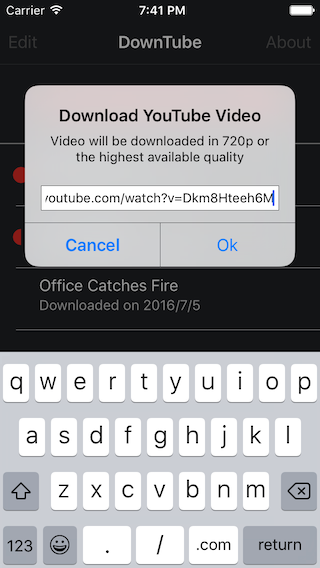 Carrier 7:41 PM
Edit DownTube About
Download YouTube Video
Video will be downloaded in 720p or
the highest available quality
youtube.com/watch?v=Dkm8Hteeh6M
Cancel Ok
Office Catches Fire
Downloaded on 2016/7/5
q w e r t y u i o p
a s d f g h j k l
z x c v b n m
123 . / .com return